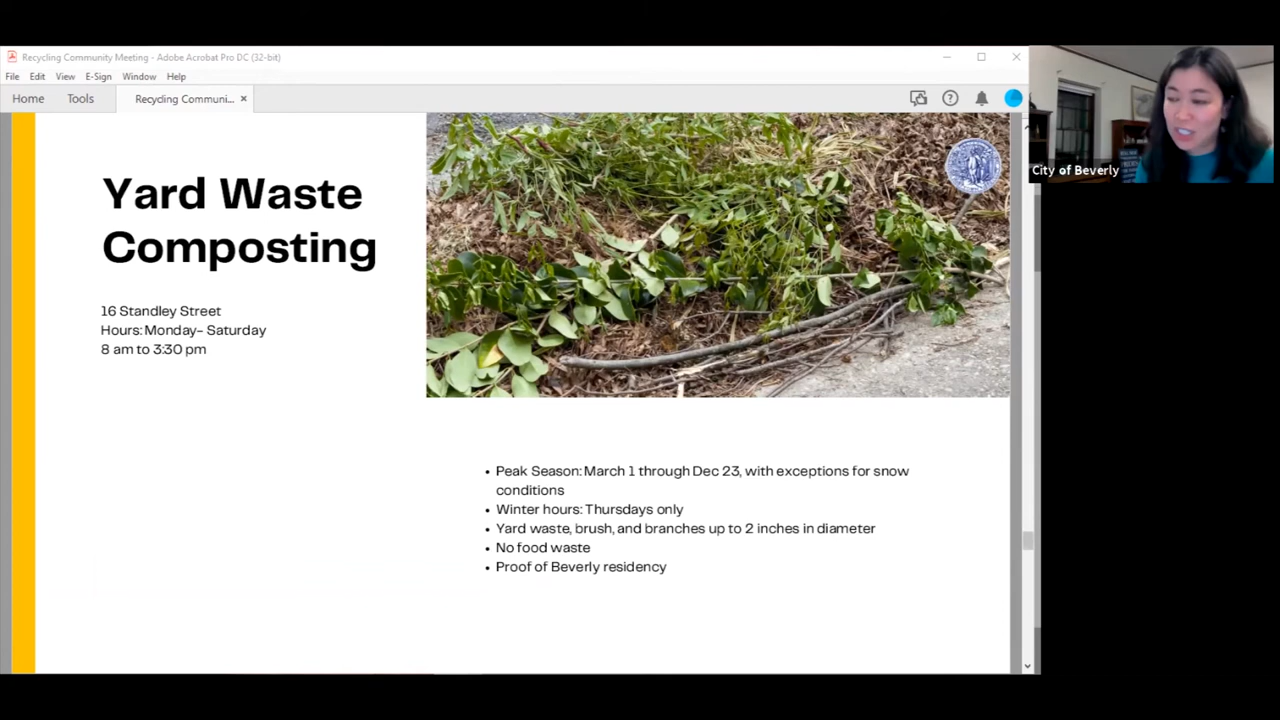 Recycling Community Meeting - Adobe Acrobat Pro DC (32-bit)
File Edit View E-Sign Window Help
Home Tools Recycling Communi...
City of Beverly
Yard Waste
Composting
16 Standley Street
Hours: Monday- Saturday
8 am to 3:30 pm
• Peak Season: March 1 through Dec 23, with exceptions for snow
conditions
• Winter hours: Thursdays only
• Yard waste, brush, and branches up to 2 inches in diameter
• No food waste
• Proof of Beverly residency